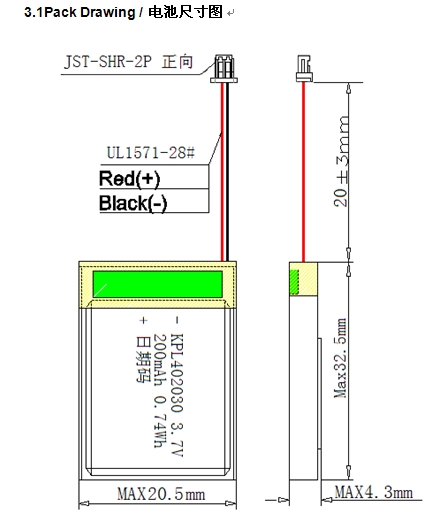 3.1Pack Drawing / 电池尺寸图
JST-SHR-2P 正向
UL1571-28#
Red(+)
Black(-)
20±3mm
- KPL402030 3.7V
200mAh 0.74Wh
+ 日期码
Max32.5mm
MAX20.5mm
MAX4.3mm